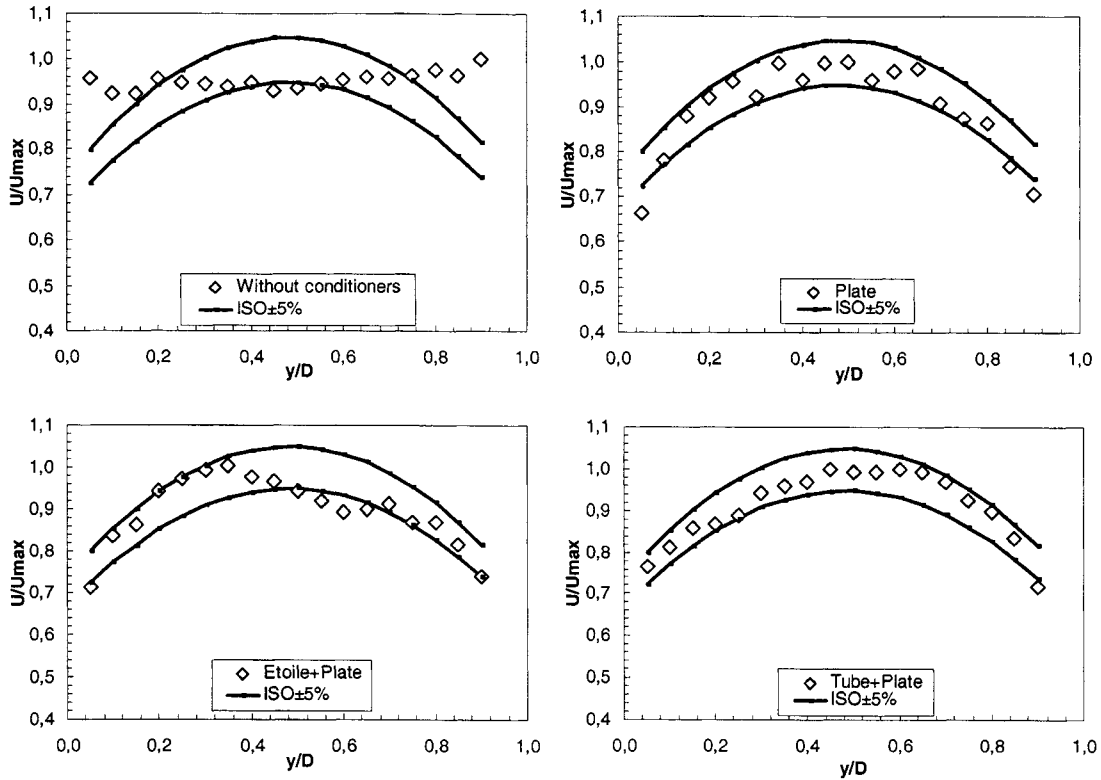 1,1
1,0
0,9
0,8
0,7
0,6
0,5
0,4
U/Umax
Without conditioners
ISO±5%
0,0 0,2 0,4 0,6 0,8 1,0
y/D
1,1
1,0
0,9
0,8
0,7
0,6
0,5
0,4
U/Umax
Plate
ISO±5%
0,0 0,2 0,4 0,6 0,8 1,0
y/D
1,1
1,0
0,9
0,8
0,7
0,6
0,5
0,4
U/Umax
Etoile+Plate
ISO±5%
0,0 0,2 0,4 0,6 0,8 1,0
y/D
1,1
1,0
0,9
0,8
0,7
0,6
0,5
0,4
U/Umax
Tube+Plate
ISO±5%
0,0 0,2 0,4 0,6 0,8 1,0
y/D